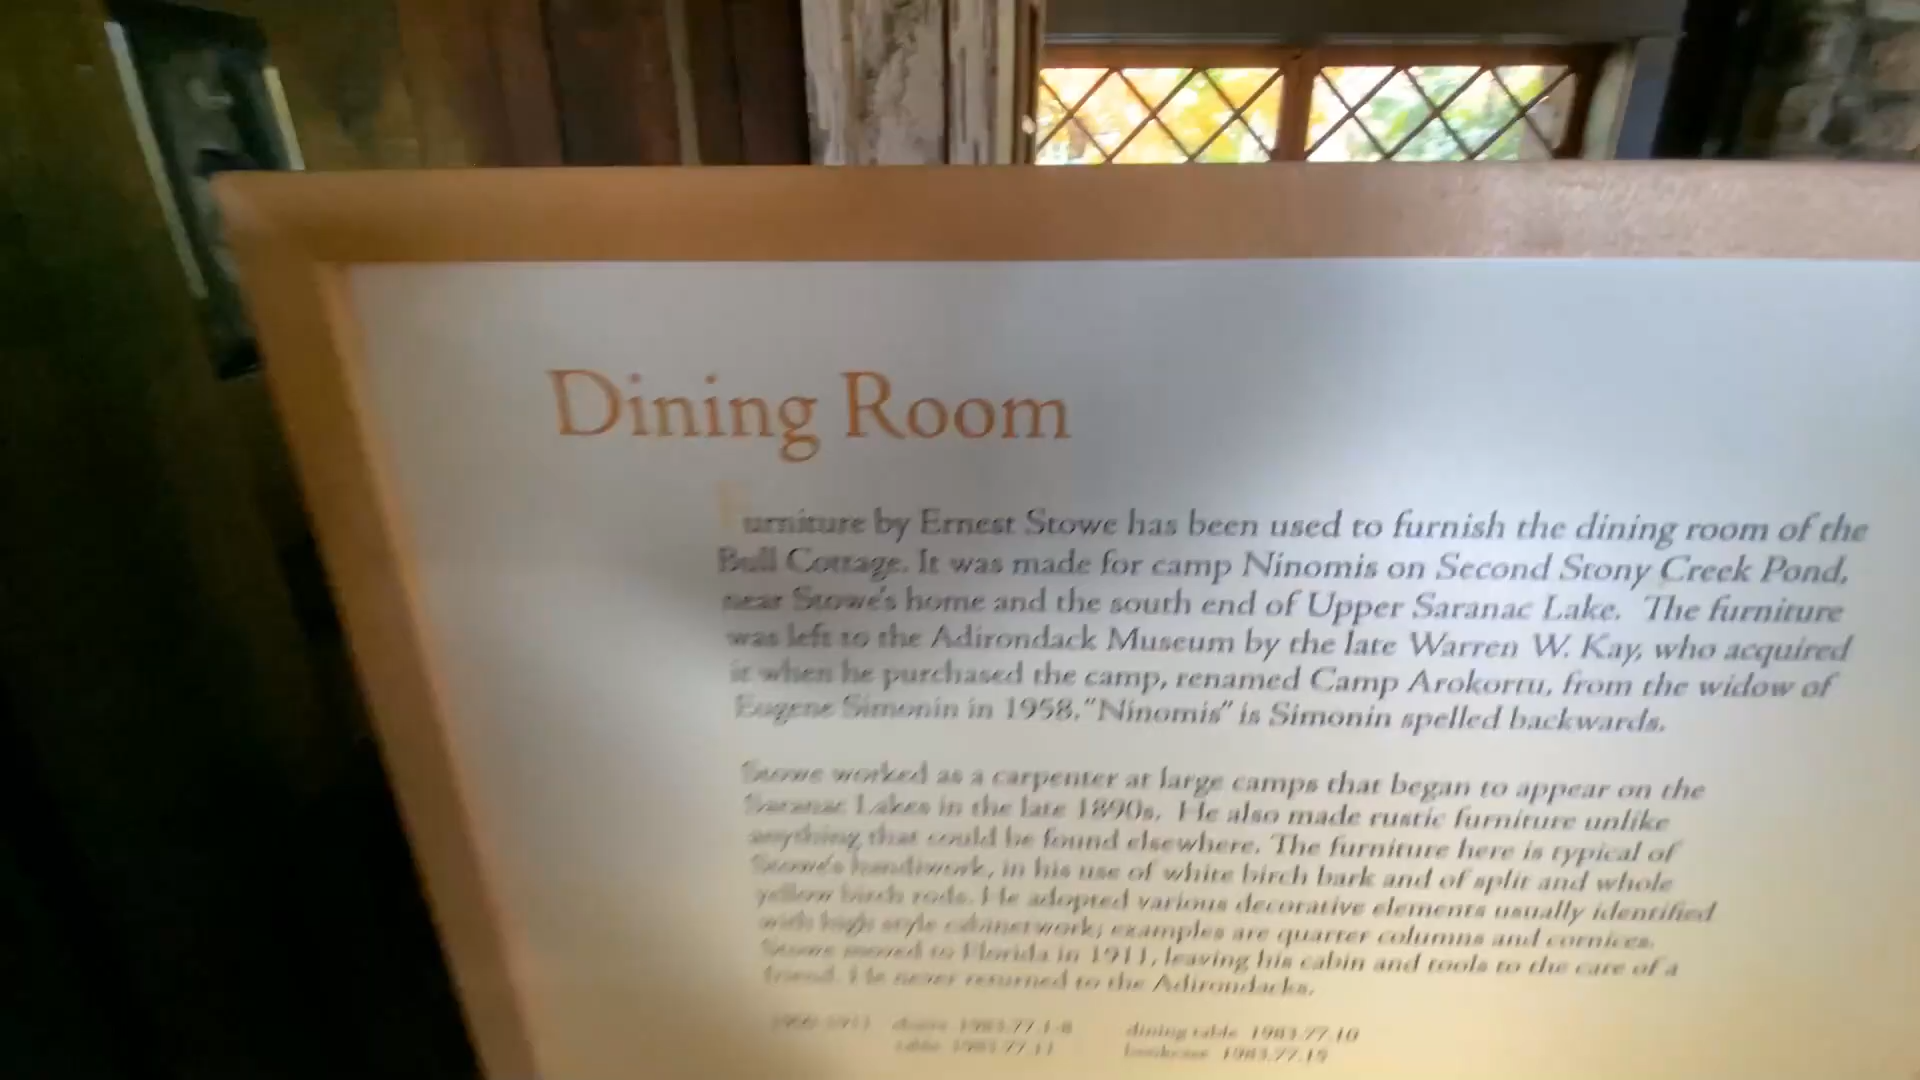 Dining Room
Furniture by Ernest Stowe has been used to furnish the dining room of the
Bull Cottage. It was made for camp Ninomis on Second Stony Creek Pond,
near Stowe's home and the south end of Upper Saranac Lake. The furniture
was left to the Adirondack Museum by the late Warren W. Kay, who acquired
it when he purchased the camp, renamed Camp Arokortu, from the widow of
Eugene Simonin in 1958. "Ninomis" is Simonin spelled backwards.
Stowe worked as a carpenter at large camps that began to appear on the
Saranac Lakes in the late 1890s. He also made rustic furniture unlike
anything that could be found elsewhere. The furniture here is typical of
Stowe's handiwork, in his use of white birch bark and of split and whole
yellow birch rods. He adopted various decorative elements usually identified
with high style cabinetwork; examples are quarter columns and cornices.
Stowe moved to Florida in 1911, leaving his cabin and tools to the care of a
friend. He never returned to the Adirondacks.
dining table 1983.77.10
table 1983.77.11 bookcase